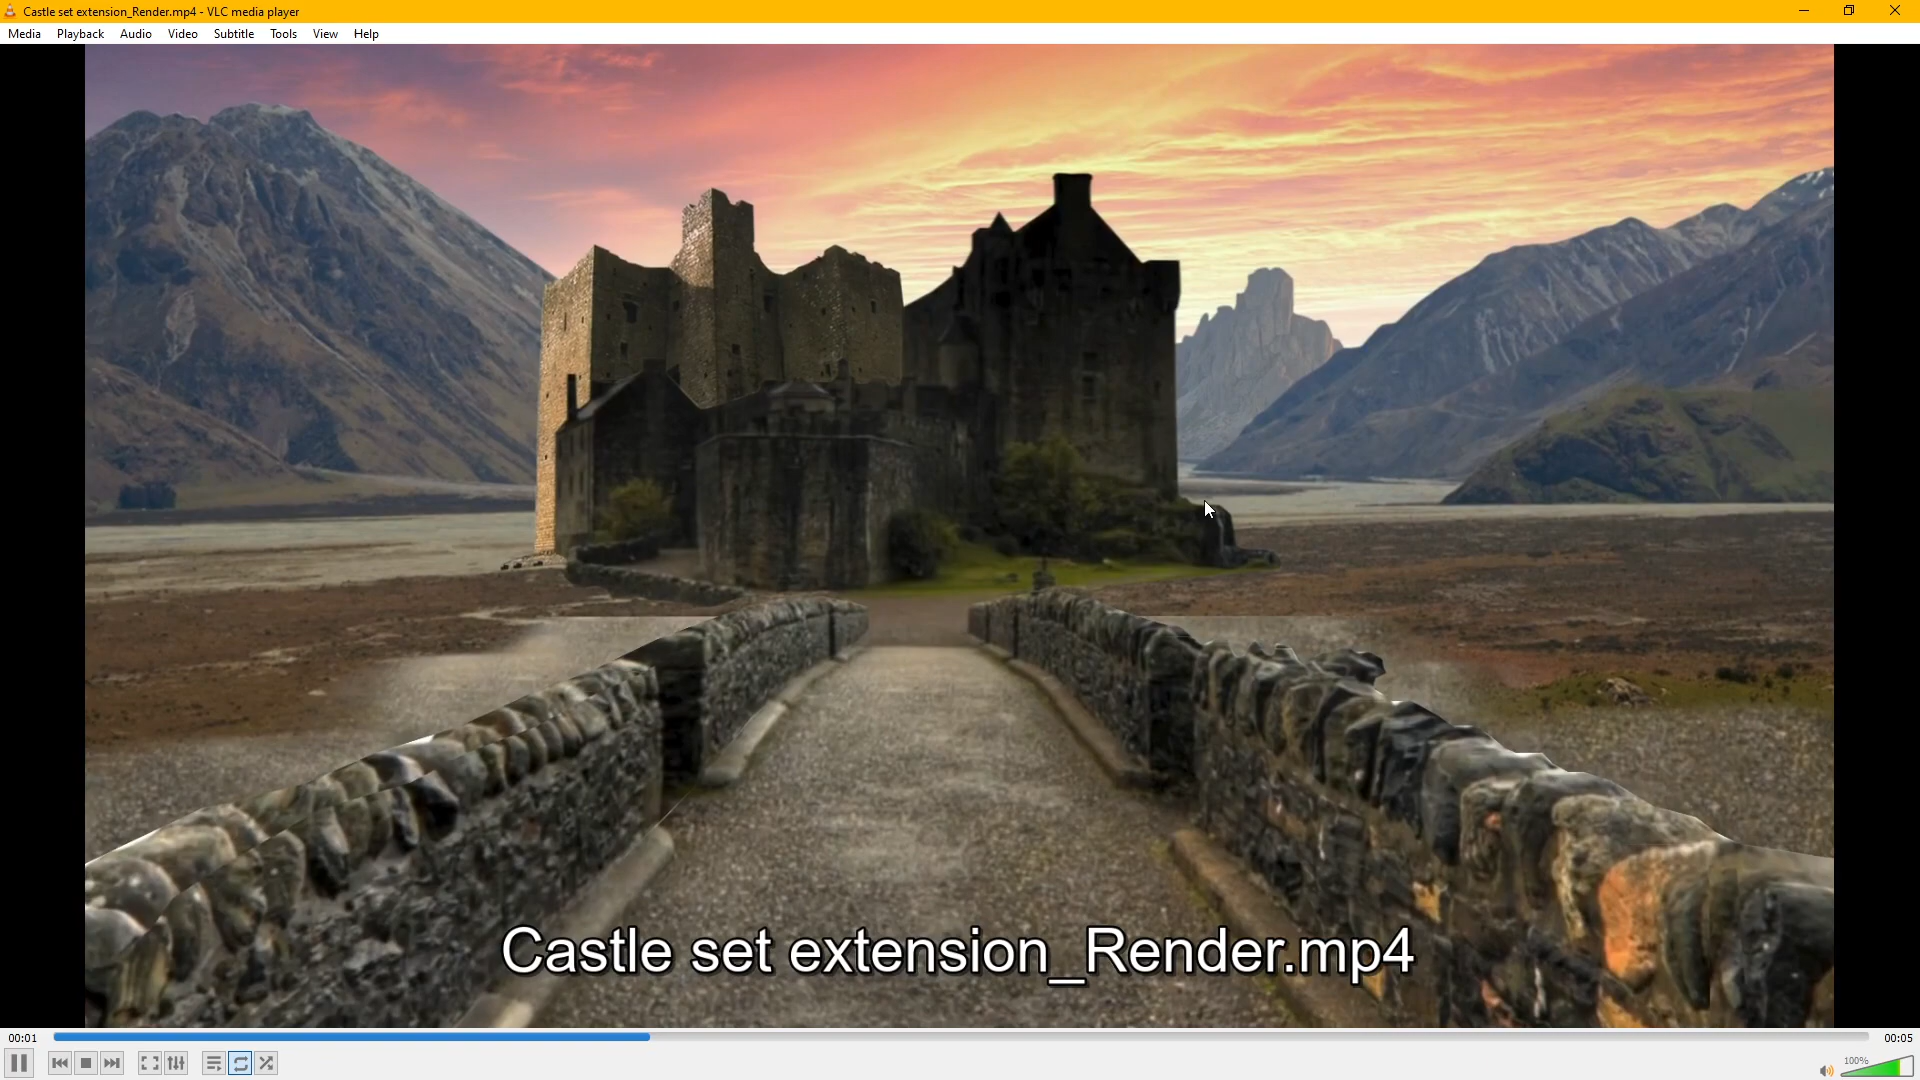 Castle set extension_Render.mp4 - VLC media player
Media Playback Audio Video Subtitle Tools View Help
Castle set extension_Render.mp4
00:01
00:05
100%